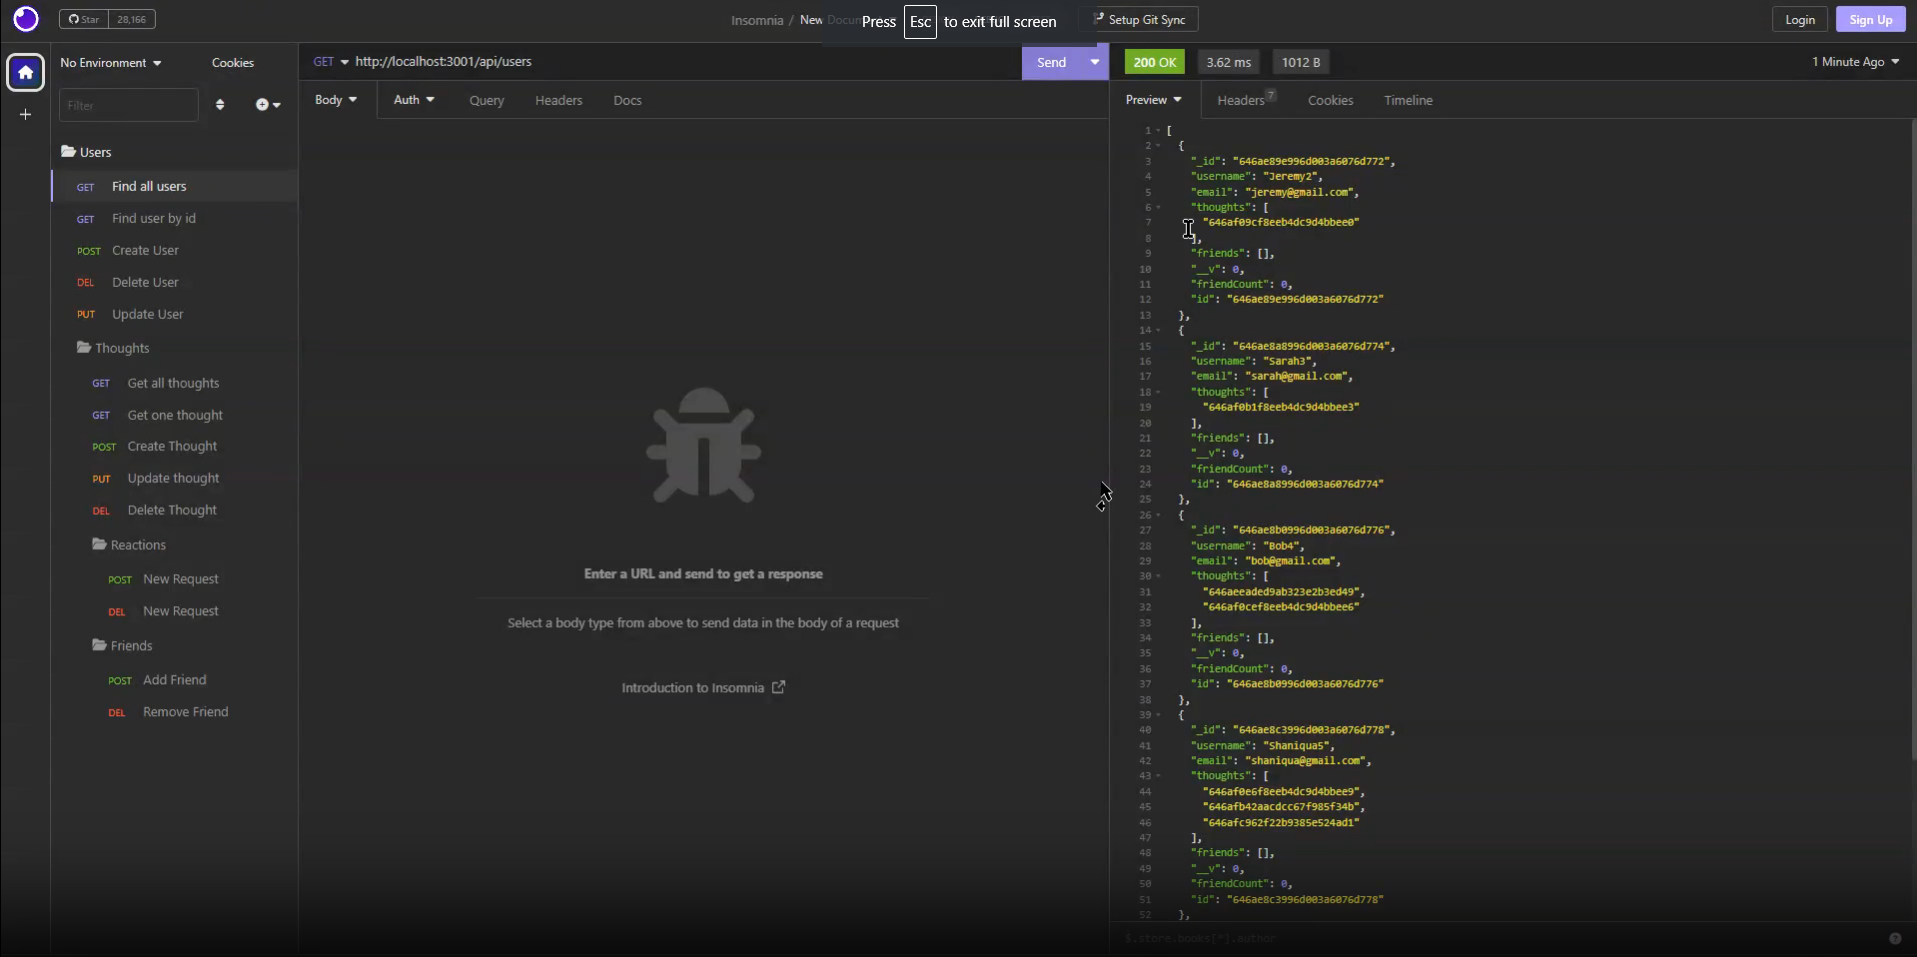 Star 28,166
Insomnia / New Docu
Press Esc to exit full screen
Setup Git Sync
Login
Sign Up
No Environment
Cookies
GET http://localhost:3001/api/users
Send
200 OK
3.62 ms
1012 B
1 Minute Ago
Filter
Body
Auth
Query
Headers
Docs
Preview
Headers 7
Cookies
Timeline
Users
GET Find all users
GET Find user by id
POST Create User
DEL Delete User
PUT Update User
Thoughts
GET Get all thoughts
GET Get one thought
POST Create Thought
PUT Update thought
DEL Delete Thought
Reactions
POST New Request
DEL New Request
Friends
POST Add Friend
DEL Remove Friend
Enter a URL and send to get a response
Select a body type from above to send data in the body of a request
Introduction to Insomnia
1 [
2 {
3 "_id": "646ae89e996d003a6076d772",
4 "username": "Jeremy2",
5 "email": "jeremy@gmail.com",
6 "thoughts": [
7 "646af09cf8eeb4dc9d4bbee0"
8 ],
9 "friends": [],
10 "__v": 0,
11 "friendCount": 0,
12 "id": "646ae89e996d003a6076d772"
13 },
14 {
15 "_id": "646ae8a8996d003a6076d774",
16 "username": "Sarah3",
17 "email": "sarah@gmail.com",
18 "thoughts": [
19 "646af0b1f8eeb4dc9d4bbee3"
20 ],
21 "friends": [],
22 "__v": 0,
23 "friendCount": 0,
24 "id": "646ae8a8996d003a6076d774"
25 },
26 {
27 "_id": "646ae8b0996d003a6076d776",
28 "username": "Bob4",
29 "email": "bob@gmail.com",
30 "thoughts": [
31 "646aeeaded9ab323e2b3ed49",
32 "646af0cef8eeb4dc9d4bbee6"
33 ],
34 "friends": [],
35 "__v": 0,
36 "friendCount": 0,
37 "id": "646ae8b0996d003a6076d776"
38 },
39 {
40 "_id": "646ae8c3996d003a6076d778",
41 "username": "Shaniqua5",
42 "email": "shaniqua@gmail.com",
43 "thoughts": [
44 "646af0e6f8eeb4dc9d4bbee9",
45 "646afb42aacdcc67f985f34b",
46 "646afc962f22b9385e524ad1"
47 ],
48 "friends": [],
49 "__v": 0,
50 "friendCount": 0,
51 "id": "646ae8c3996d003a6076d778"
52 },
$.store.books[*].author